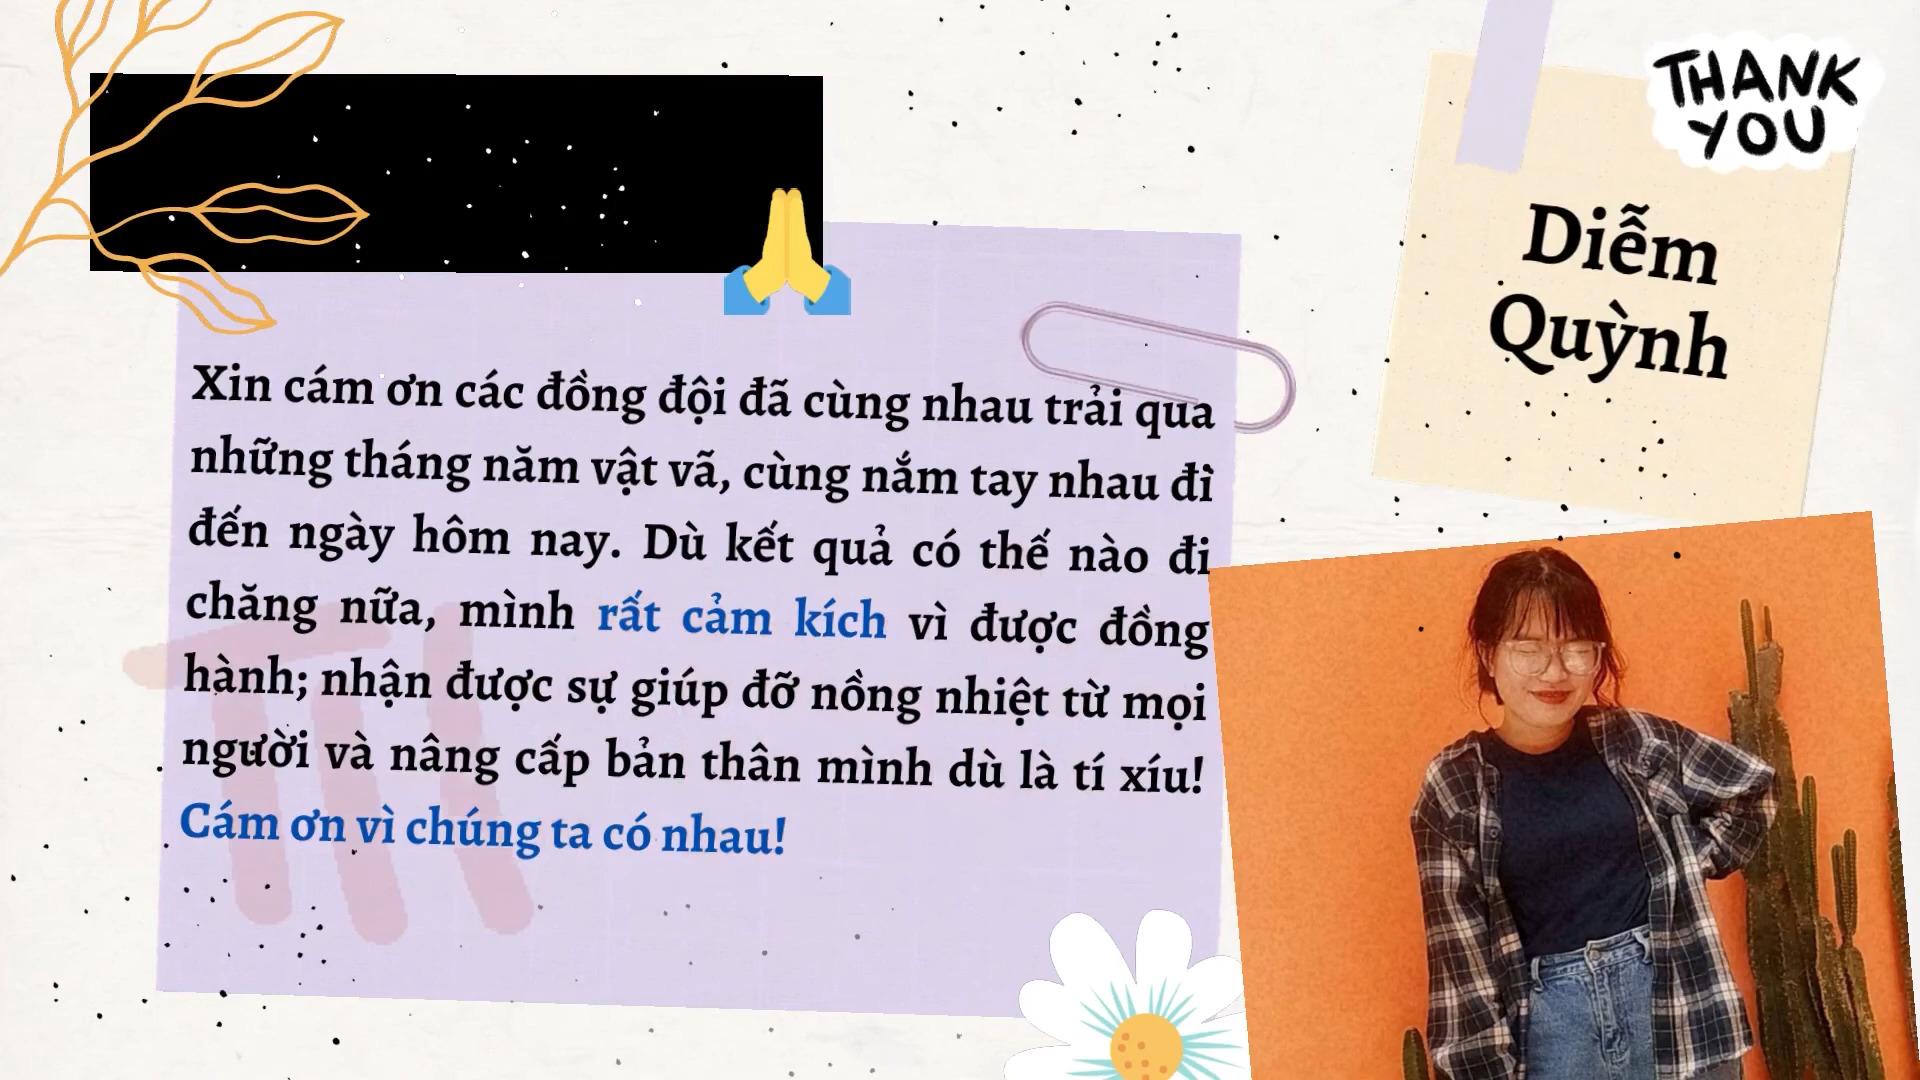 THANK
YOU
Diễm
Quỳnh
Xin cám ơn các đồng đội đã cùng nhau trải qua
những tháng năm vật vã, cùng nắm tay nhau đi
đến ngày hôm nay. Dù kết quả có thế nào đi
chăng nữa, mình rất cảm kích vì được đồng
hành; nhận được sự giúp đỡ nồng nhiệt từ mọi
người và nâng cấp bản thân mình dù là tí xíu!
Cám ơn vì chúng ta có nhau!